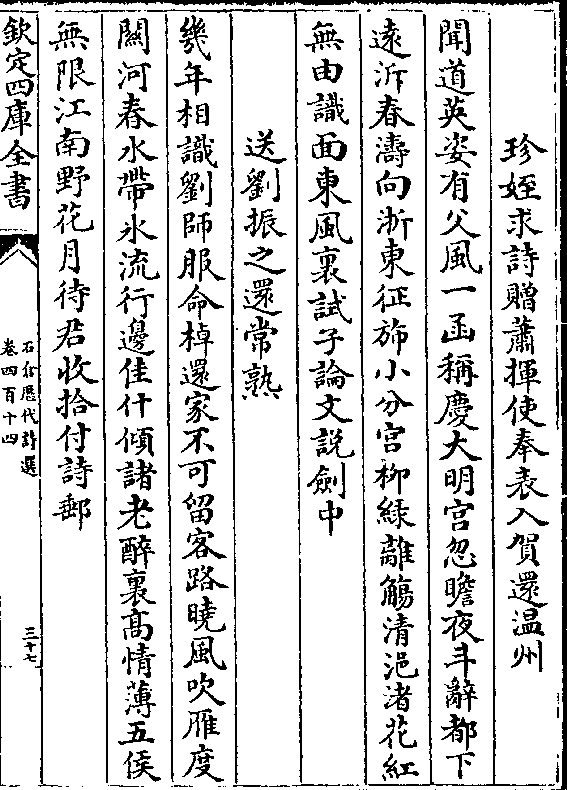 珍姪求詩贈蕭揮使奉表入賀還温州
聞道英姿有父風一函稱慶大明宫忽瞻夜斗辭都下
遠泝春濤向浙東征斾小分宮柳緑離觴清浥渚花紅
無由識面東風裏試子論文説劍中
送劉振之還常熟
幾年相識劉師服命棹還家不可留客路曉風吹雁度
關河春水帶氷流行邊佳什傾諸老醉裏髙情薄五侯
無限江南野花月待君收拾付詩郵
欽定四庫全書
石倉歷代詩選
卷四百十四
三十七